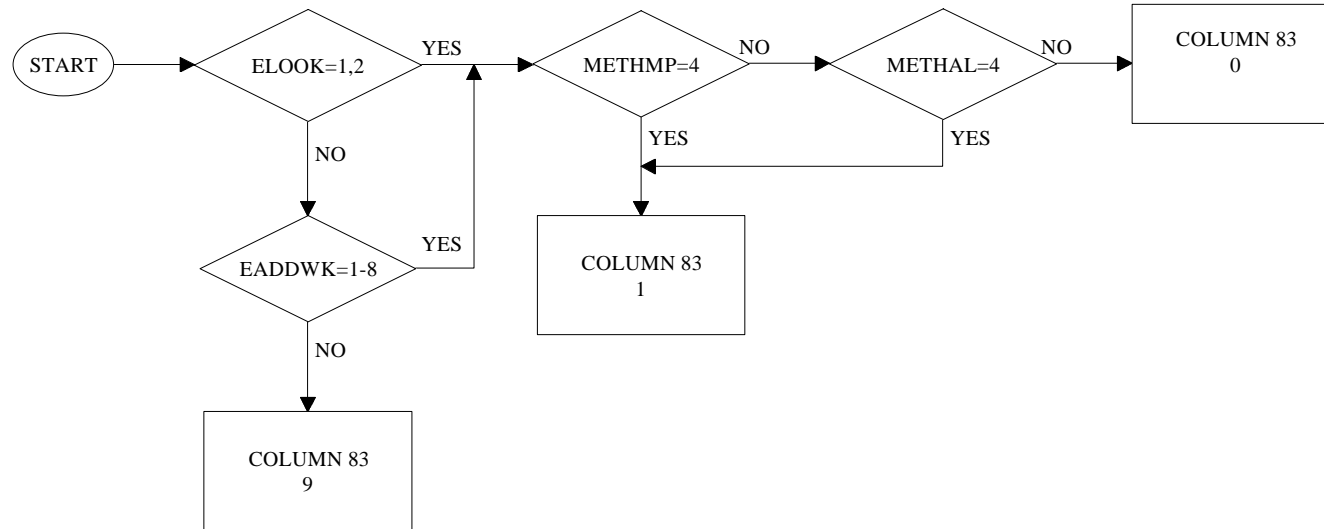 START
ELOOK=1,2
YES
METHMP=4
NO
METHAL=4
NO
COLUMN 83
0
NO
YES
YES
EADDWK=1-8
YES
COLUMN 83
1
NO
COLUMN 83
9